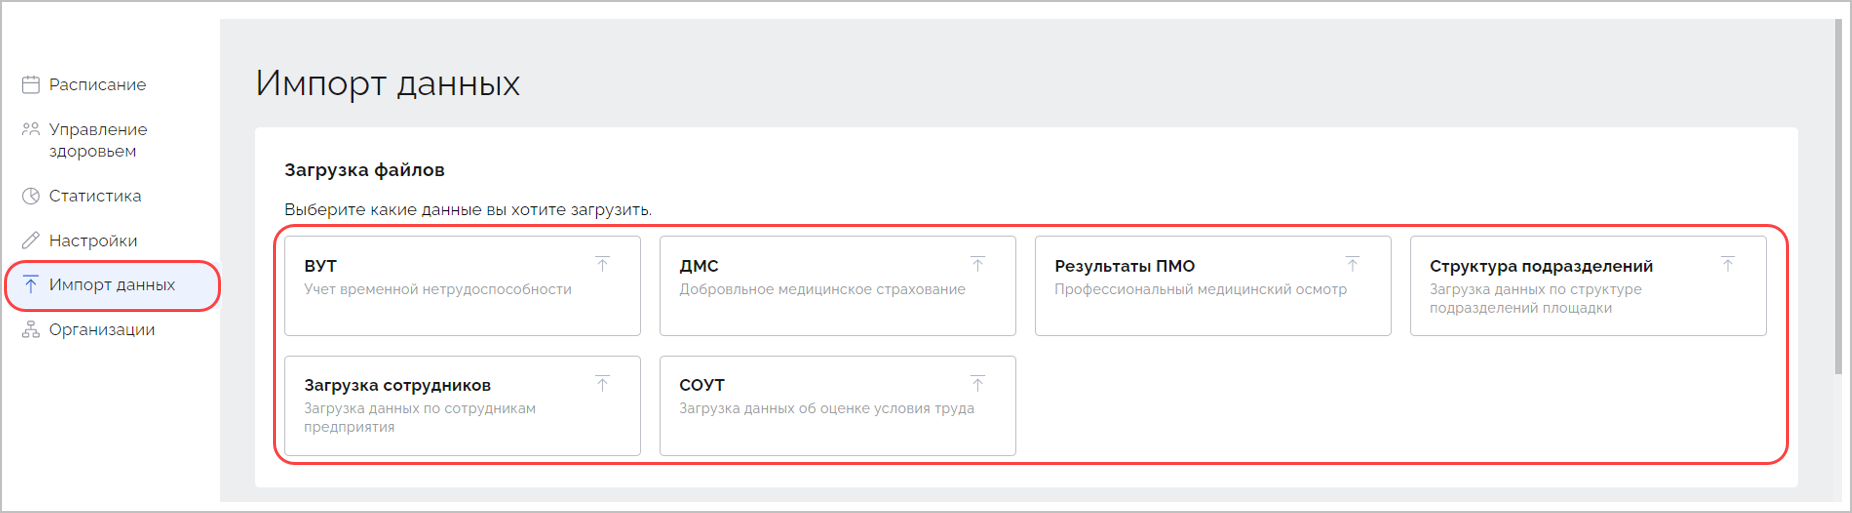 Расписание
Управление
здоровьем
Статистика
Настройки
Импорт данных
Организации
Импорт данных
Загрузка файлов
Выберите какие данные вы хотите загрузить.
ВУТ
Учет временной нетрудоспособности
ДМС
Добровльное медицинское страхование
Результаты ПМО
Профессиональный медицинский осмотр
Структура подразделений
Загрузка данных по структуре
подразделений площадки
Загрузка сотрудников
Загрузка данных по сотрудникам
предприятия
СОУТ
Загрузка данных об оценке условия труда